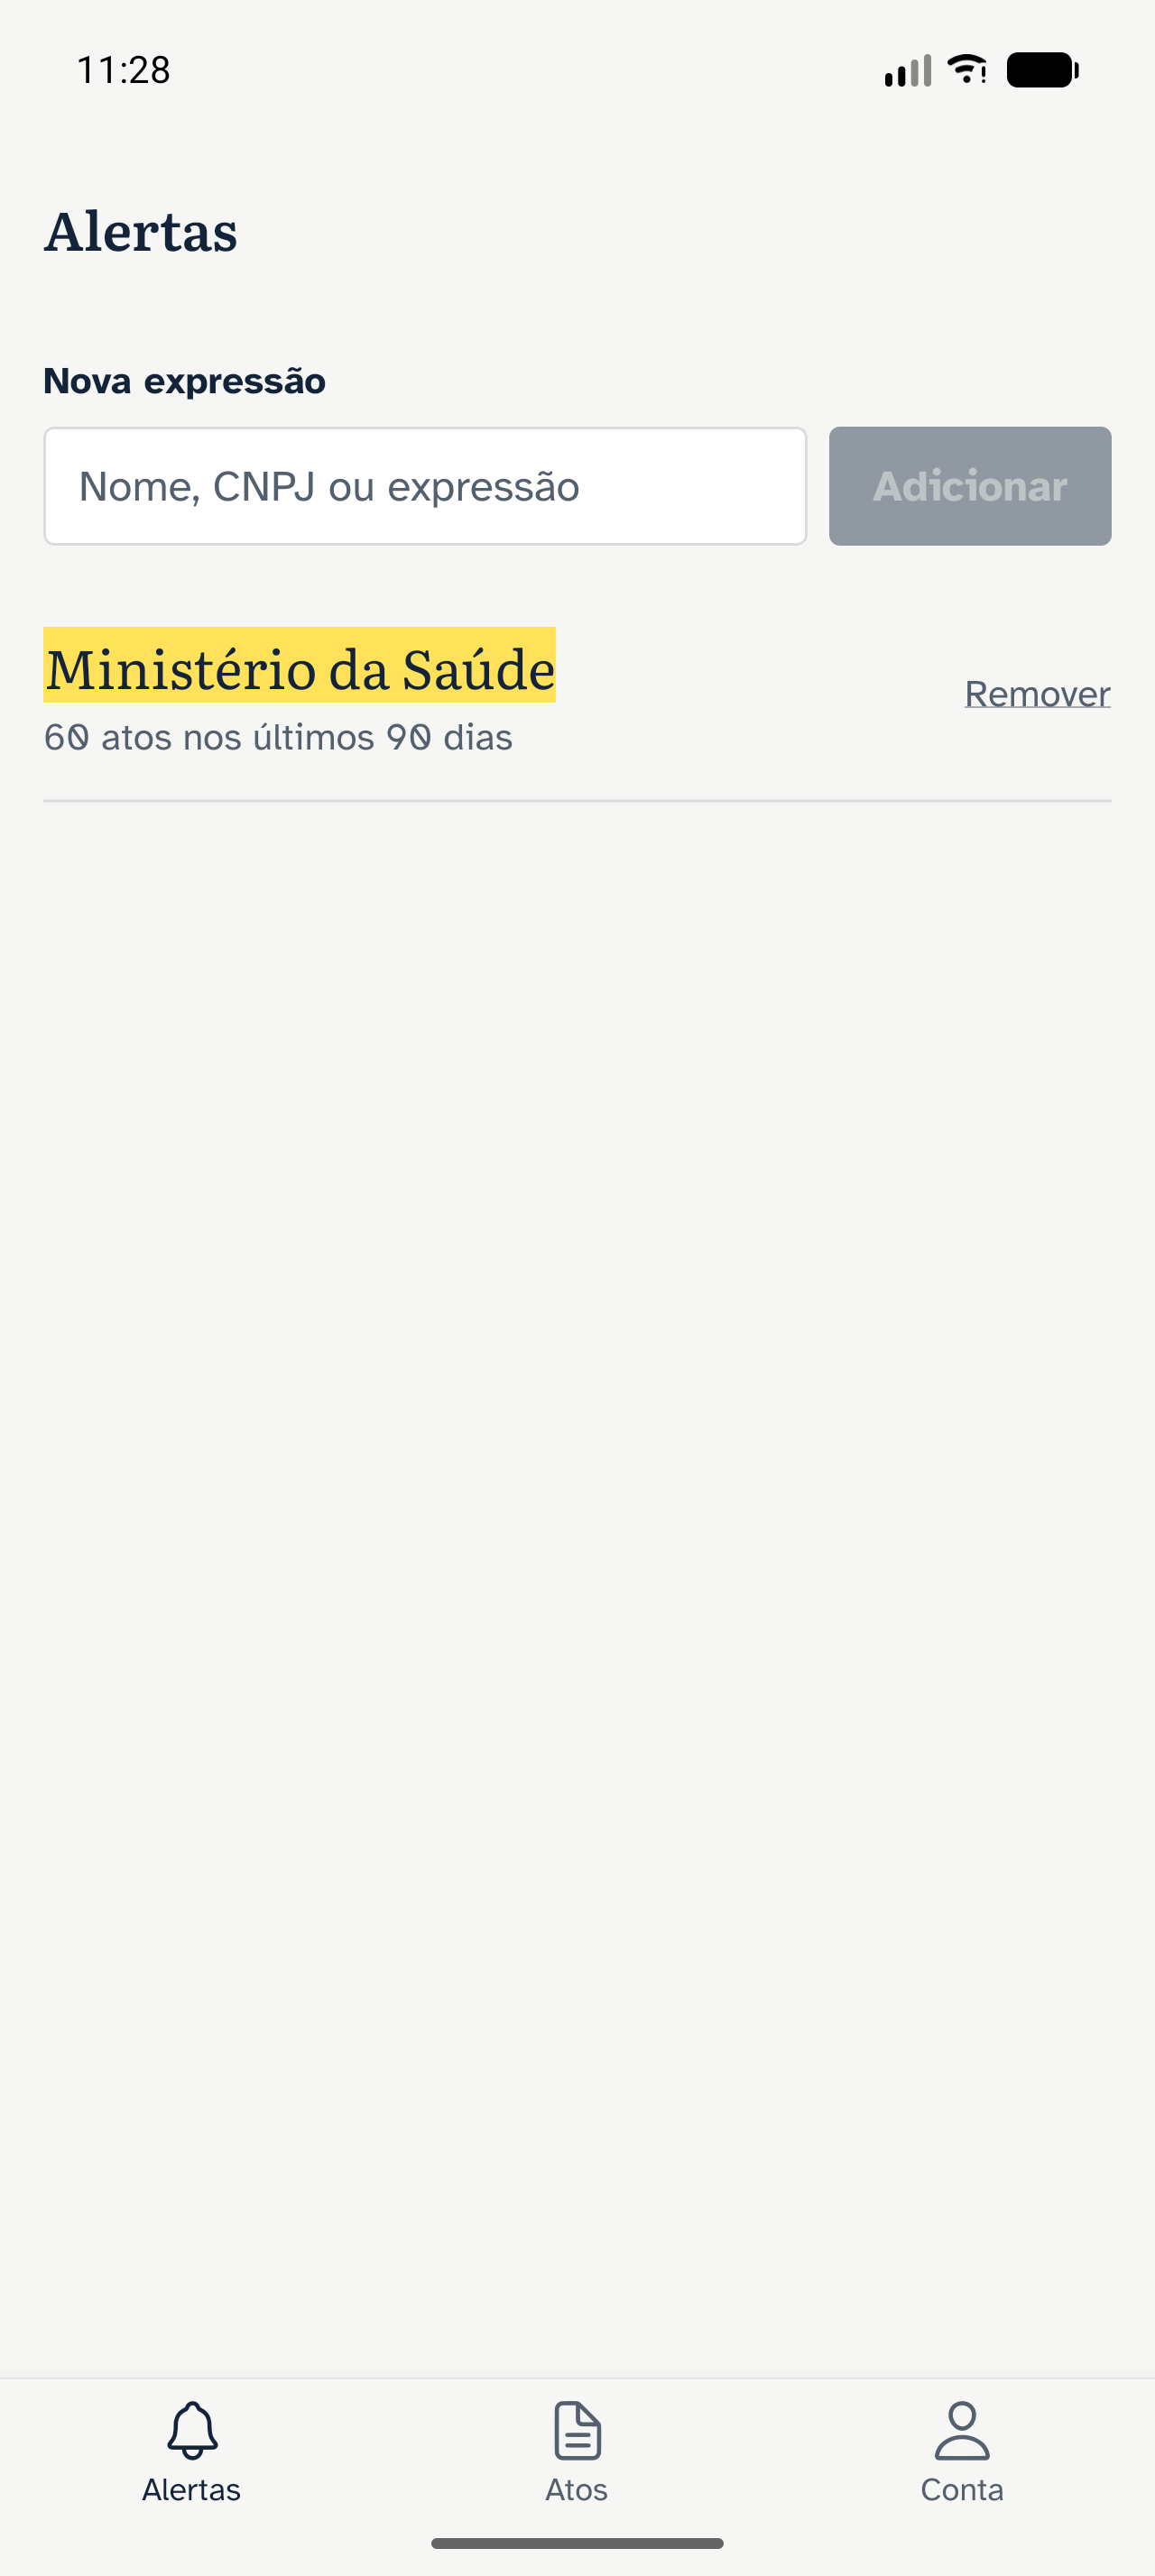 11:28
Alertas
Nova expressão
Nome, CNPJ ou expressão
Adicionar
Ministério da Saúde
Remover
60 atos nos últimos 90 dias
Alertas
Atos
Conta